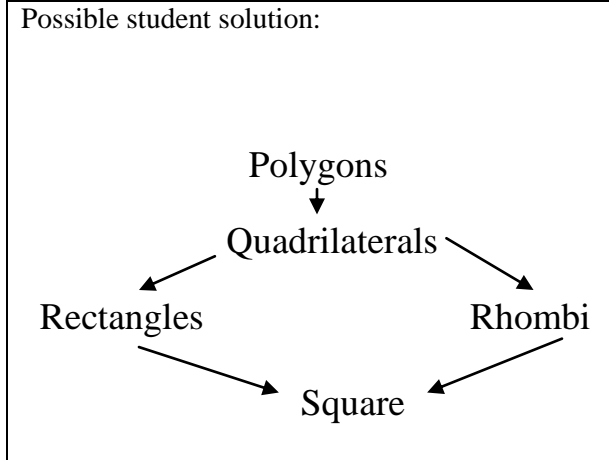 Possible student solution:
Polygons
Quadrilaterals
Rectangles
Rhombi
Square